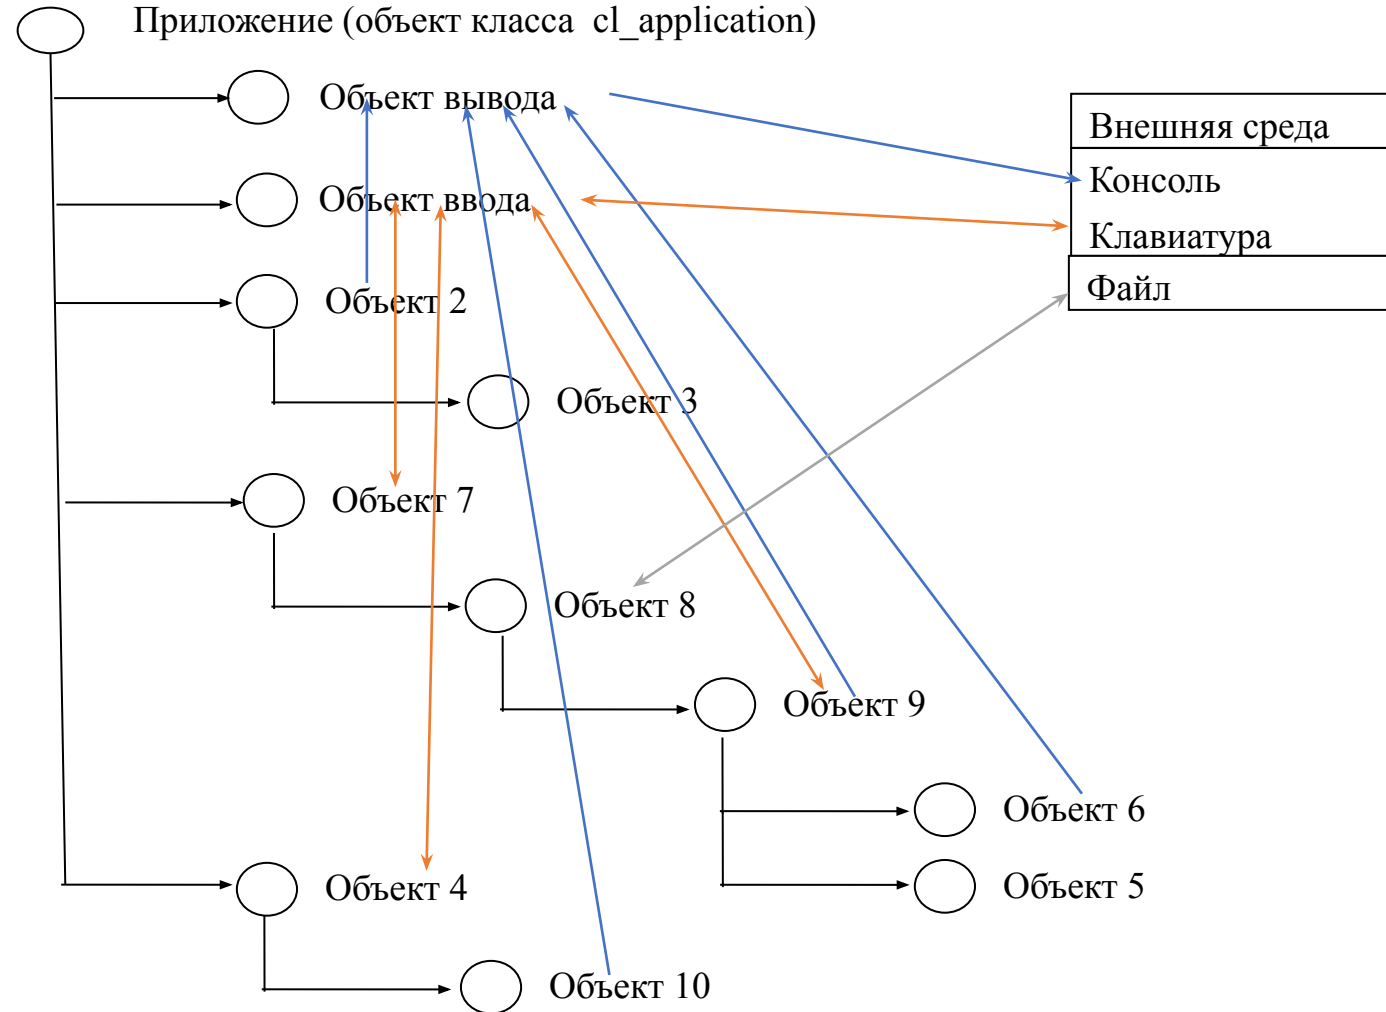 Приложение (объект класса cl_application)
Объект вывода
Внешняя среда
Консоль
Объект ввода
Клавиатура
Файл
Объект 2
Объект 3
Объект 7
Объект 8
Объект 9
Объект 6
Объект 4
Объект 5
Объект 10